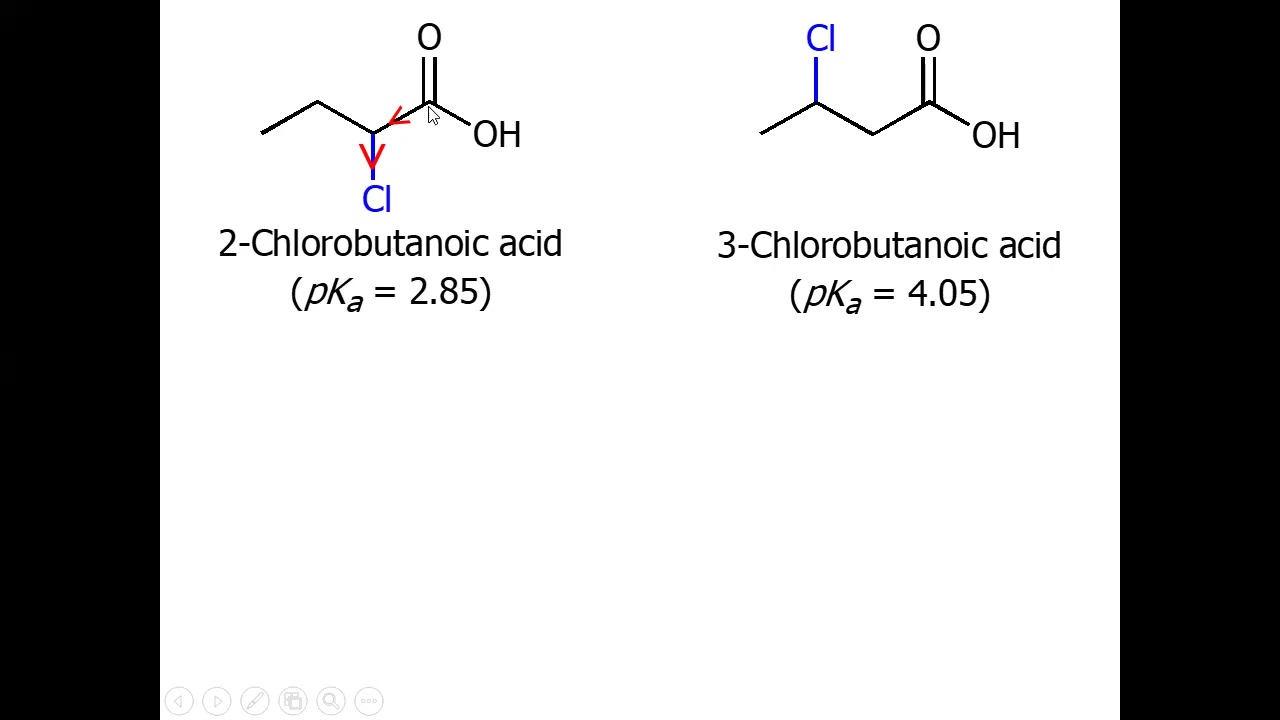 O
OH
Cl
2-Chlorobutanoic acid
(pKa = 2.85)
Cl
O
OH
3-Chlorobutanoic acid
(pKa = 4.05)